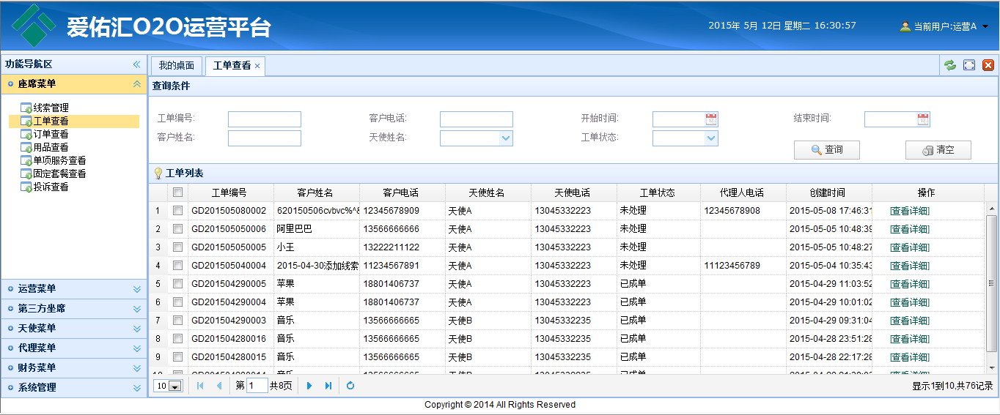 爱佑汇O2O运营平台
2015年 5月 12日 星期二 16:30:57
当前用户:运营A
功能导航区
座席菜单
线索管理
工单查看
订单查看
用品查看
单项服务查看
固定套餐查看
投诉查看
运营菜单
第三方坐席
天使菜单
代理菜单
财务菜单
系统管理
我的桌面 工单查看
查询条件
工单编号: 客户电话: 开始时间: 结束时间:
客户姓名: 天使姓名: 工单状态:
查询 清空
工单列表
工单编号 客户姓名 客户电话 天使姓名 天使电话 工单状态 代理人电话 创建时间 操作
1 GD201505080002 620150506cvbvc%^& 12345678909 天使A 13045332223 未处理 12345678908 2015-05-08 17:46:31 [查看详细]
2 GD201505050006 阿里巴巴 13566666666 天使A 13045332223 未处理 2015-05-05 10:48:39 [查看详细]
3 GD201505050005 小王 13222211122 天使A 13045332223 未处理 2015-05-05 10:48:27 [查看详细]
4 GD201505040004 2015-04-30添加线索 11234567891 天使A 13045332223 未处理 11123456789 2015-05-04 10:35:43 [查看详细]
5 GD201504290005 苹果 18801406737 天使A 13045332223 已成单 2015-04-29 11:03:52 [查看详细]
6 GD201504290004 苹果 18801406737 天使A 13045332223 已成单 2015-04-29 10:01:02 [查看详细]
7 GD201504290003 音乐 13566666665 天使B 13045332235 已成单 2015-04-29 09:31:04 [查看详细]
8 GD201504280016 音乐 13566666665 天使B 13045332235 已成单 2015-04-28 23:51:28 [查看详细]
9 GD201504280015 音乐 13566666665 天使B 13045332235 已成单 2015-04-28 22:17:28 [查看详细]
10 第 1 共8页 显示1到10,共76记录
Copyright © 2014 All Rights Reserved